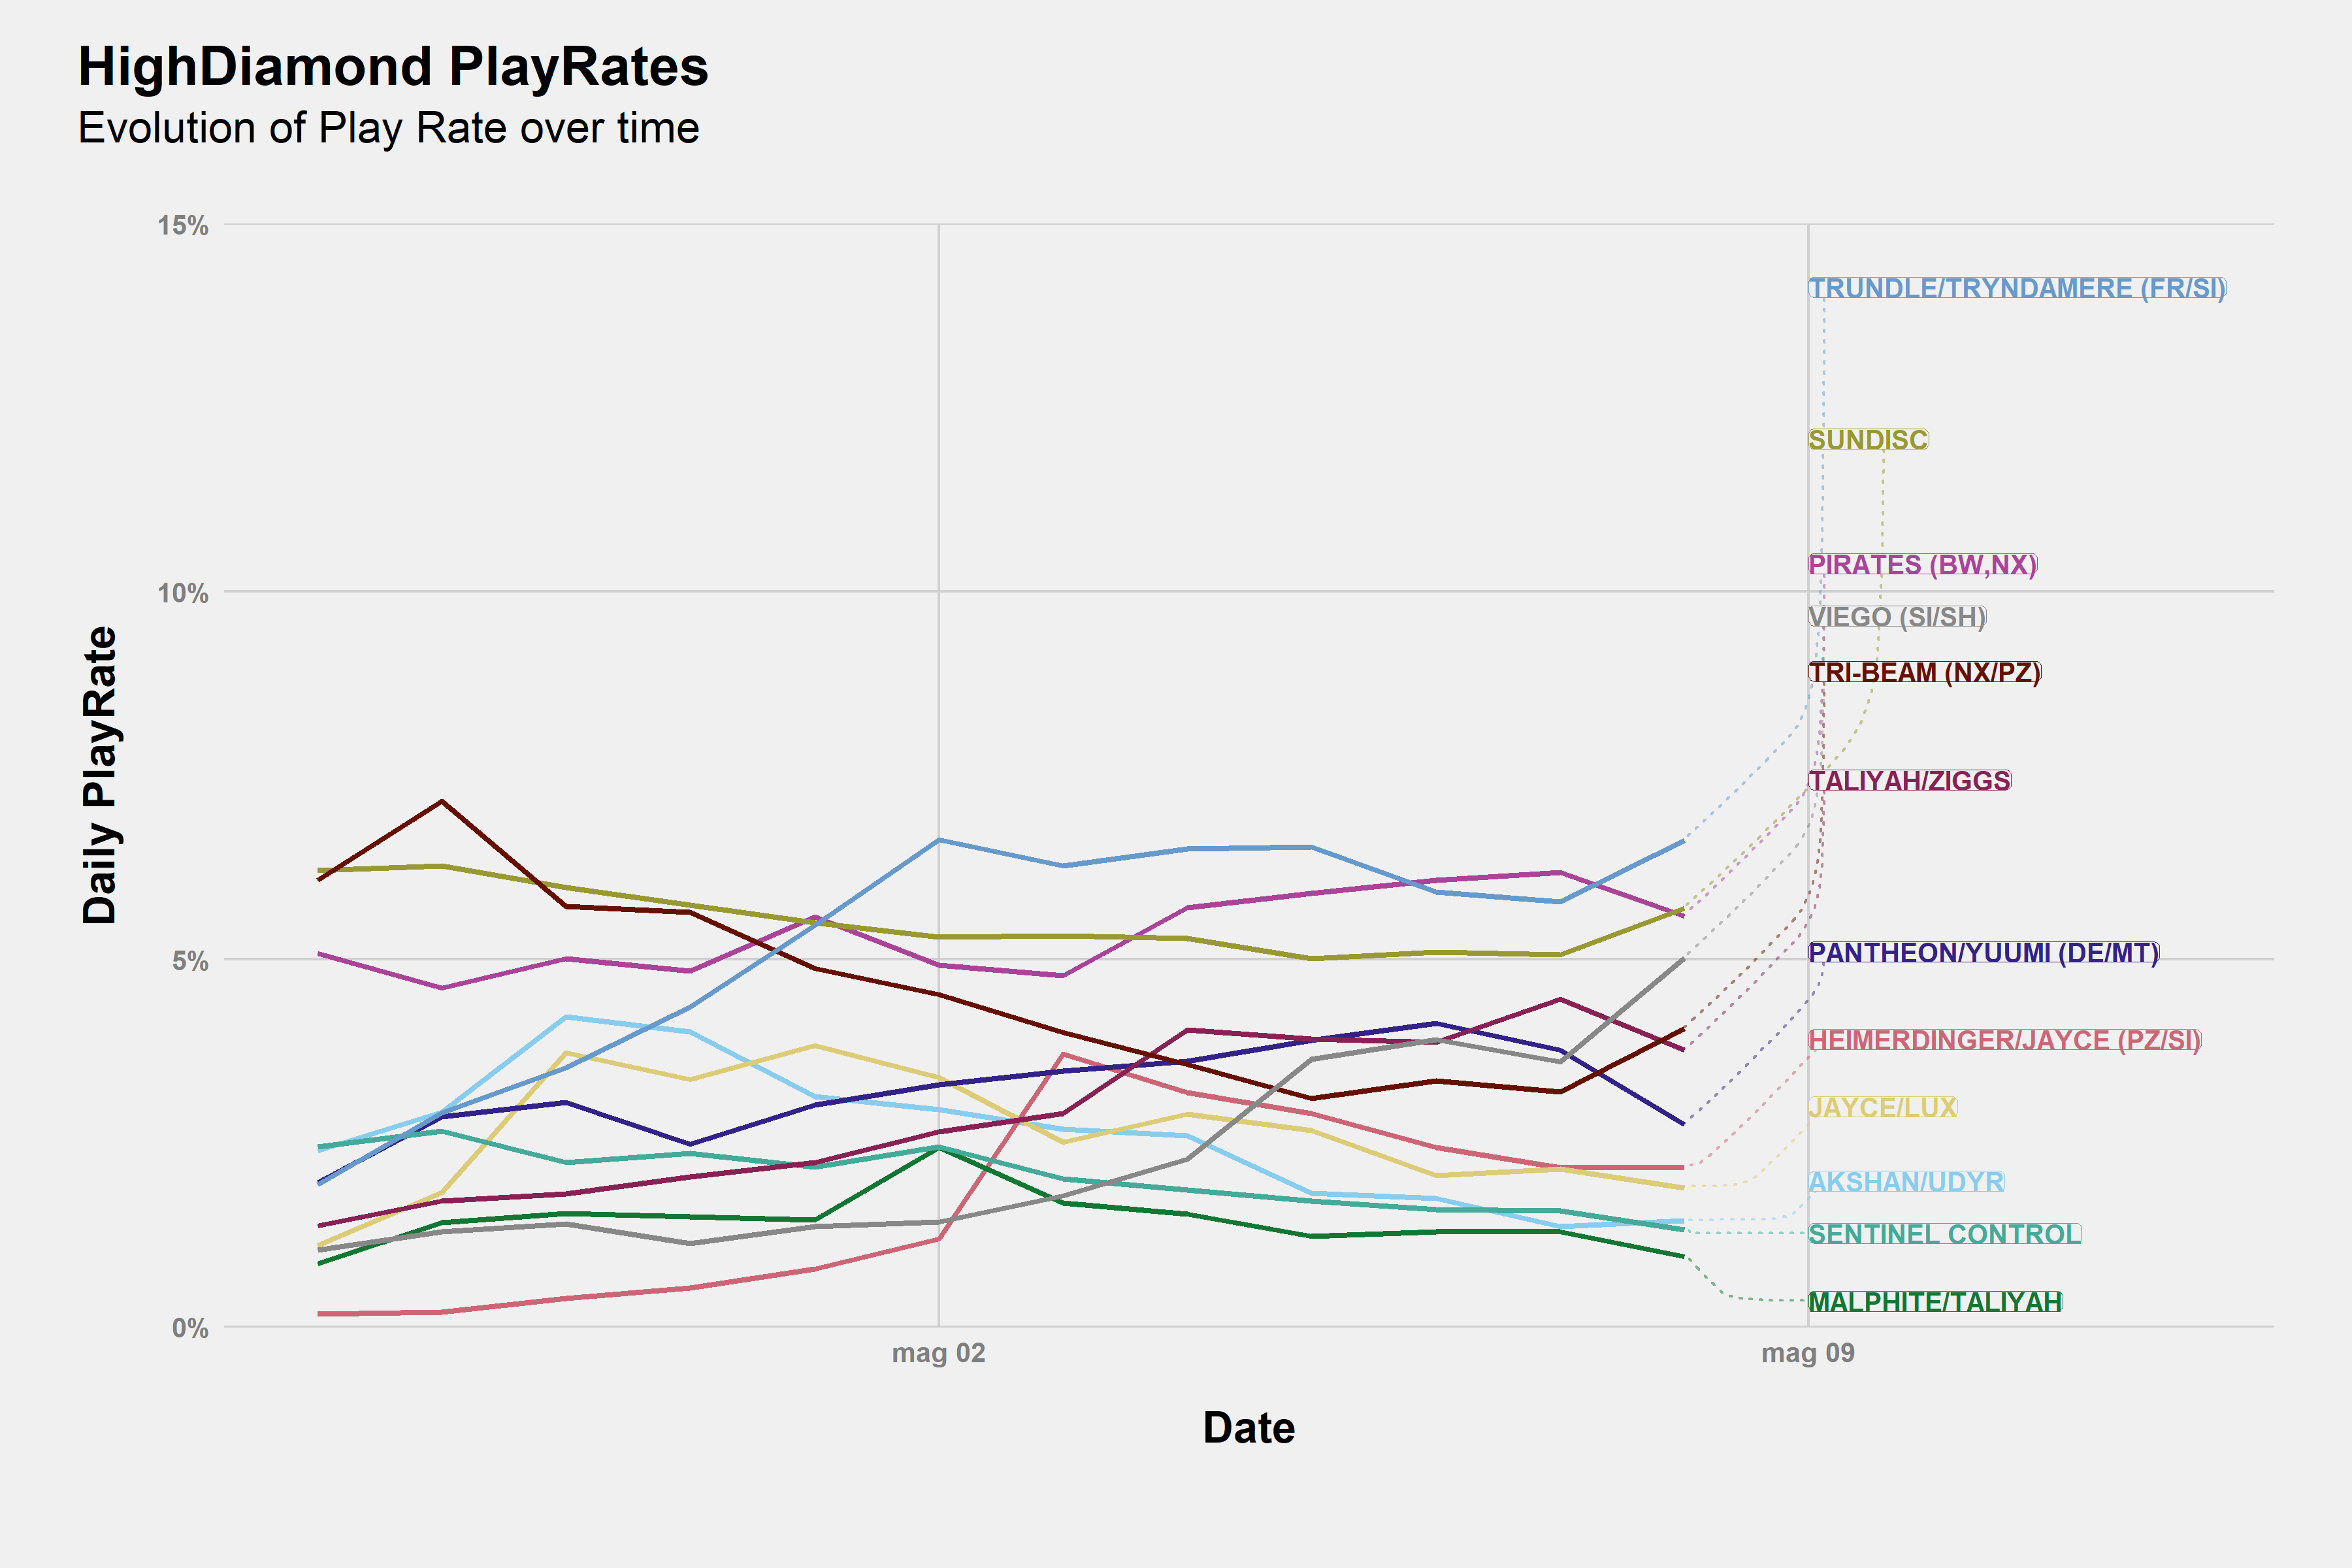 HighDiamond PlayRates
Evolution of Play Rate over time
15%
10%
5%
0%
Daily PlayRate
TRUNDLE/TRYNDAMERE (FR/SI)
SUNDISC
PIRATES (BW,NX)
VIEGO (SI/SH)
TRI-BEAM (NX/PZ)
TALIYAH/ZIGGS
PANTHEON/YUUMI (DE/MT)
HEIMERDINGER/JAYCE (PZ/SI)
JAYCE/LUX
AKSHAN/UDYR
SENTINEL CONTROL
MALPHITE/TALIYAH
mag 02
mag 09
Date